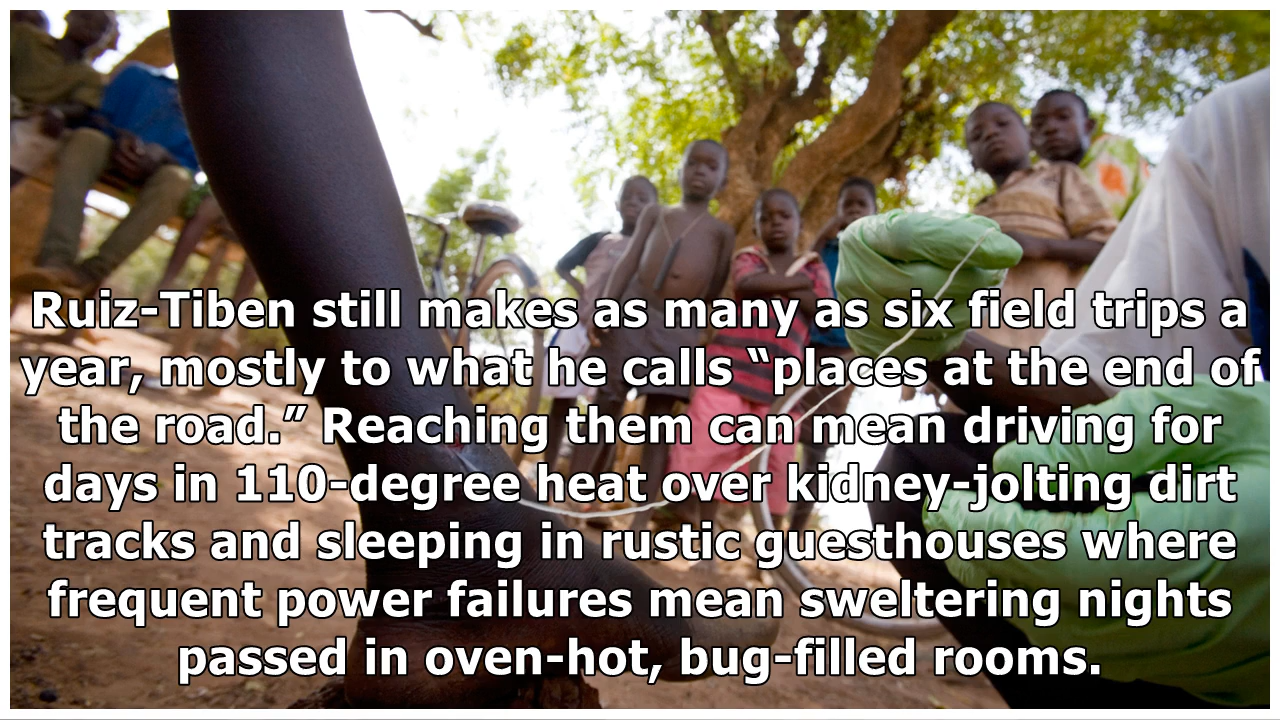 Ruiz-Tiben still makes as many as six field trips a
year, mostly to what he calls “places at the end of
the road.” Reaching them can mean driving for
days in 110-degree heat over kidney-jolting dirt
tracks and sleeping in rustic guesthouses where
frequent power failures mean sweltering nights
passed in oven-hot, bug-filled rooms.